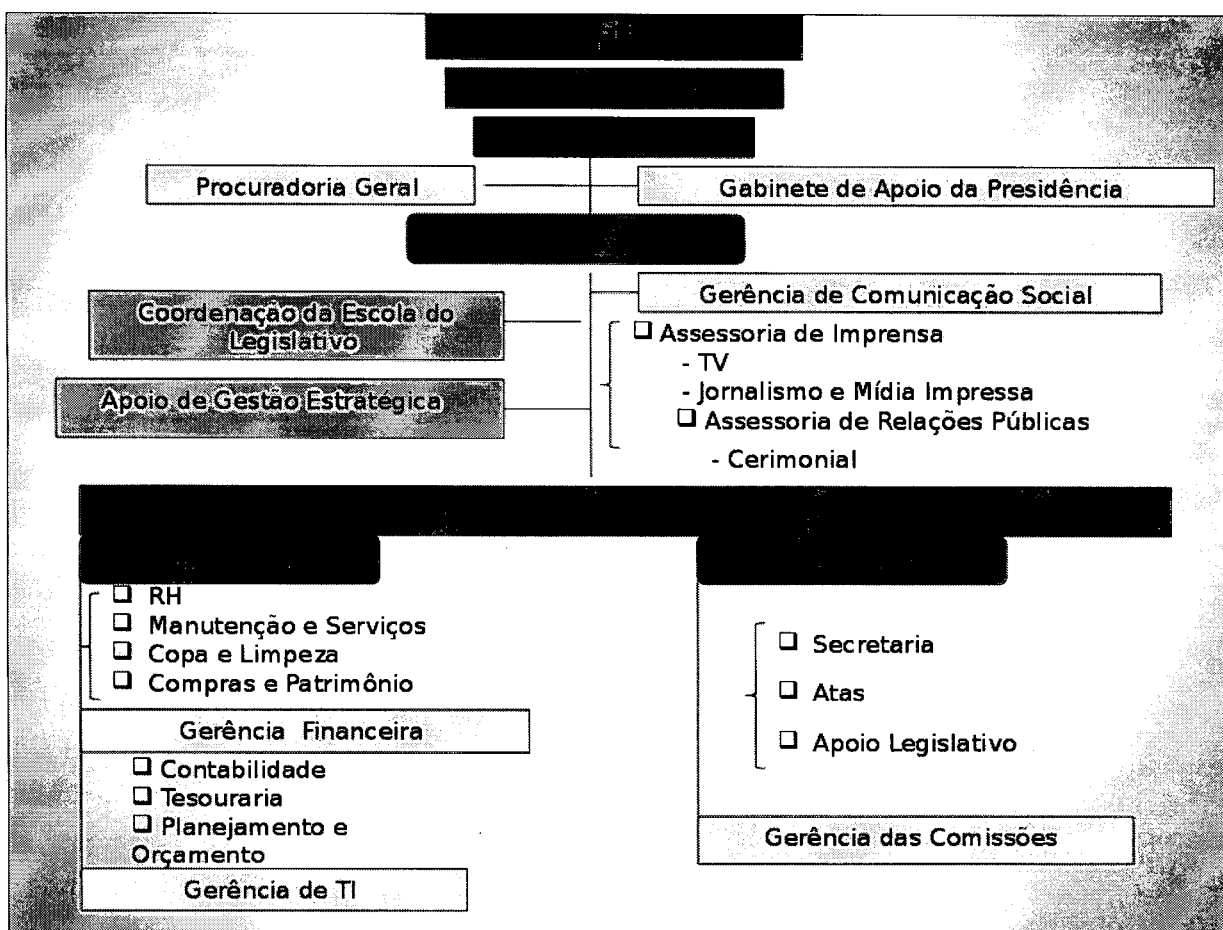 Procuradoria Geral
Gabinete de Apoio da Presidência
Gerência de Comunicação Social
Coordenação da Escola do
Legislativo
❑ Assessoria de Imprensa
- TV
- Jornalismo e Mídia Impressa
Apoio de Gestão Estratégica
❑ Assessoria de Relações Públicas
- Cerimonial
❑ RH
❑ Manutenção e Serviços
❑ Copa e Limpeza
❑ Compras e Patrimônio
Gerência Financeira
❑ Contabilidade
❑ Tesouraria
❑ Planejamento e
Orçamento
Gerência de TI
❑ Secretaria
❑ Atas
❑ Apoio Legislativo
Gerência das Comissões